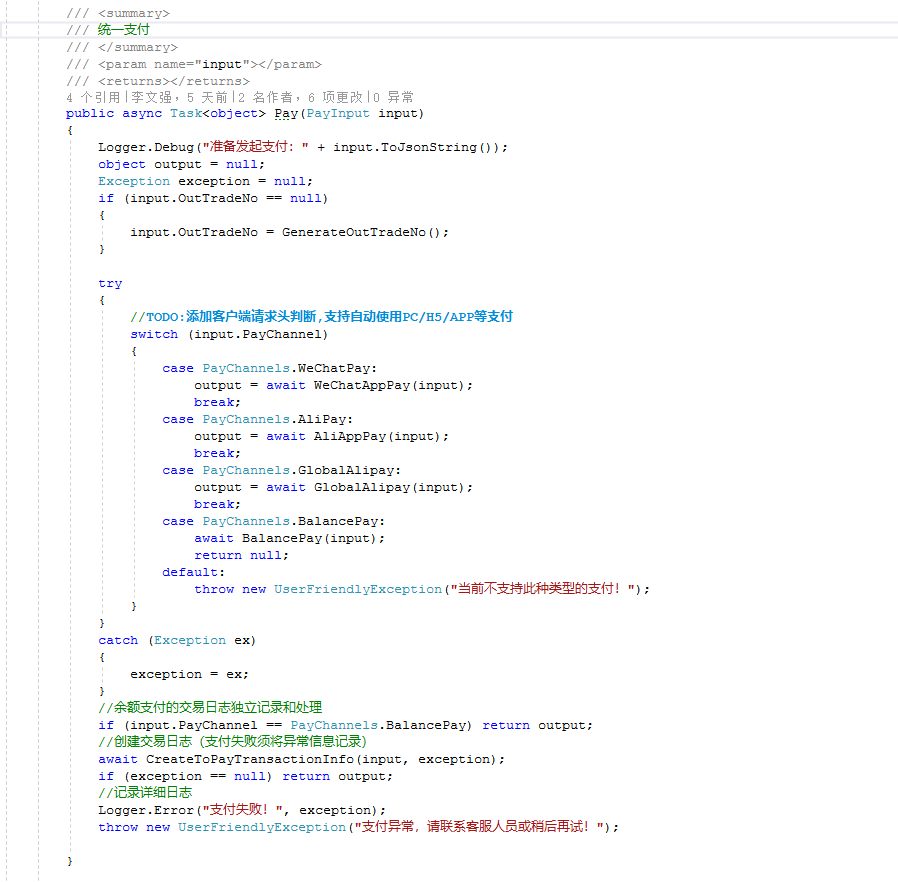 /// <summary>
/// 统一支付
/// </summary>
/// <param name="input"></param>
/// <returns></returns>
4 个引用|李文强，5 天前|2 名作者，6 项更改|0 异常
public async Task<object> Pay(PayInput input)
{
Logger.Debug("准备发起支付：" + input.ToJsonString());
object output = null;
Exception exception = null;
if (input.OutTradeNo == null)
{
input.OutTradeNo = GenerateOutTradeNo();
}
try
{
//TODO:添加客户端请求头判断,支持自动使用PC/H5/APP等支付
switch (input.PayChannel)
{
case PayChannels.WeChatPay:
output = await WeChatAppPay(input);
break;
case PayChannels.AliPay:
output = await AliAppPay(input);
break;
case PayChannels.GlobalAlipay:
output = await GlobalAlipay(input);
break;
case PayChannels.BalancePay:
await BalancePay(input);
return null;
default:
throw new UserFriendlyException("当前不支持此种类型的支付！");
}
}
catch (Exception ex)
{
exception = ex;
}
//余额支付的交易日志独立记录和处理
if (input.PayChannel == PayChannels.BalancePay) return output;
//创建交易日志（支付失败须将异常信息记录）
await CreateToPayTransactionInfo(input, exception);
if (exception == null) return output;
//记录详细日志
Logger.Error("支付失败！", exception);
throw new UserFriendlyException("支付异常，请联系客服人员或稍后再试！");
}